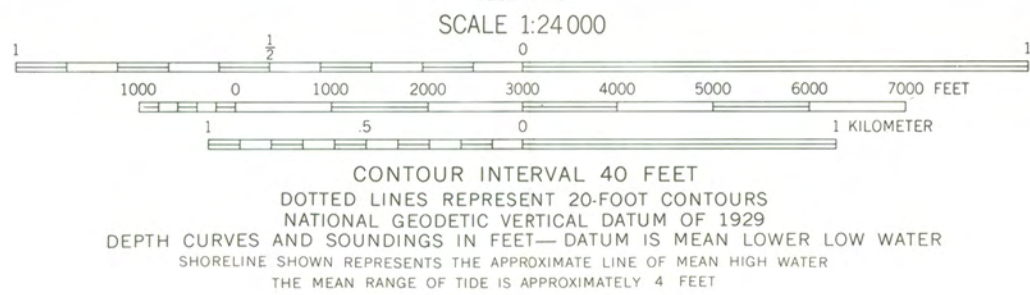 SCALE 1:24 000
1 1/2 0 1
1000 0 1000 2000 3000 4000 5000 6000 7000 FEET
1 .5 0 1 KILOMETER
CONTOUR INTERVAL 40 FEET
DOTTED LINES REPRESENT 20-FOOT CONTOURS
NATIONAL GEODETIC VERTICAL DATUM OF 1929
DEPTH CURVES AND SOUNDINGS IN FEET—DATUM IS MEAN LOWER LOW WATER
SHORELINE SHOWN REPRESENTS THE APPROXIMATE LINE OF MEAN HIGH WATER
THE MEAN RANGE OF TIDE IS APPROXIMATELY 4 FEET